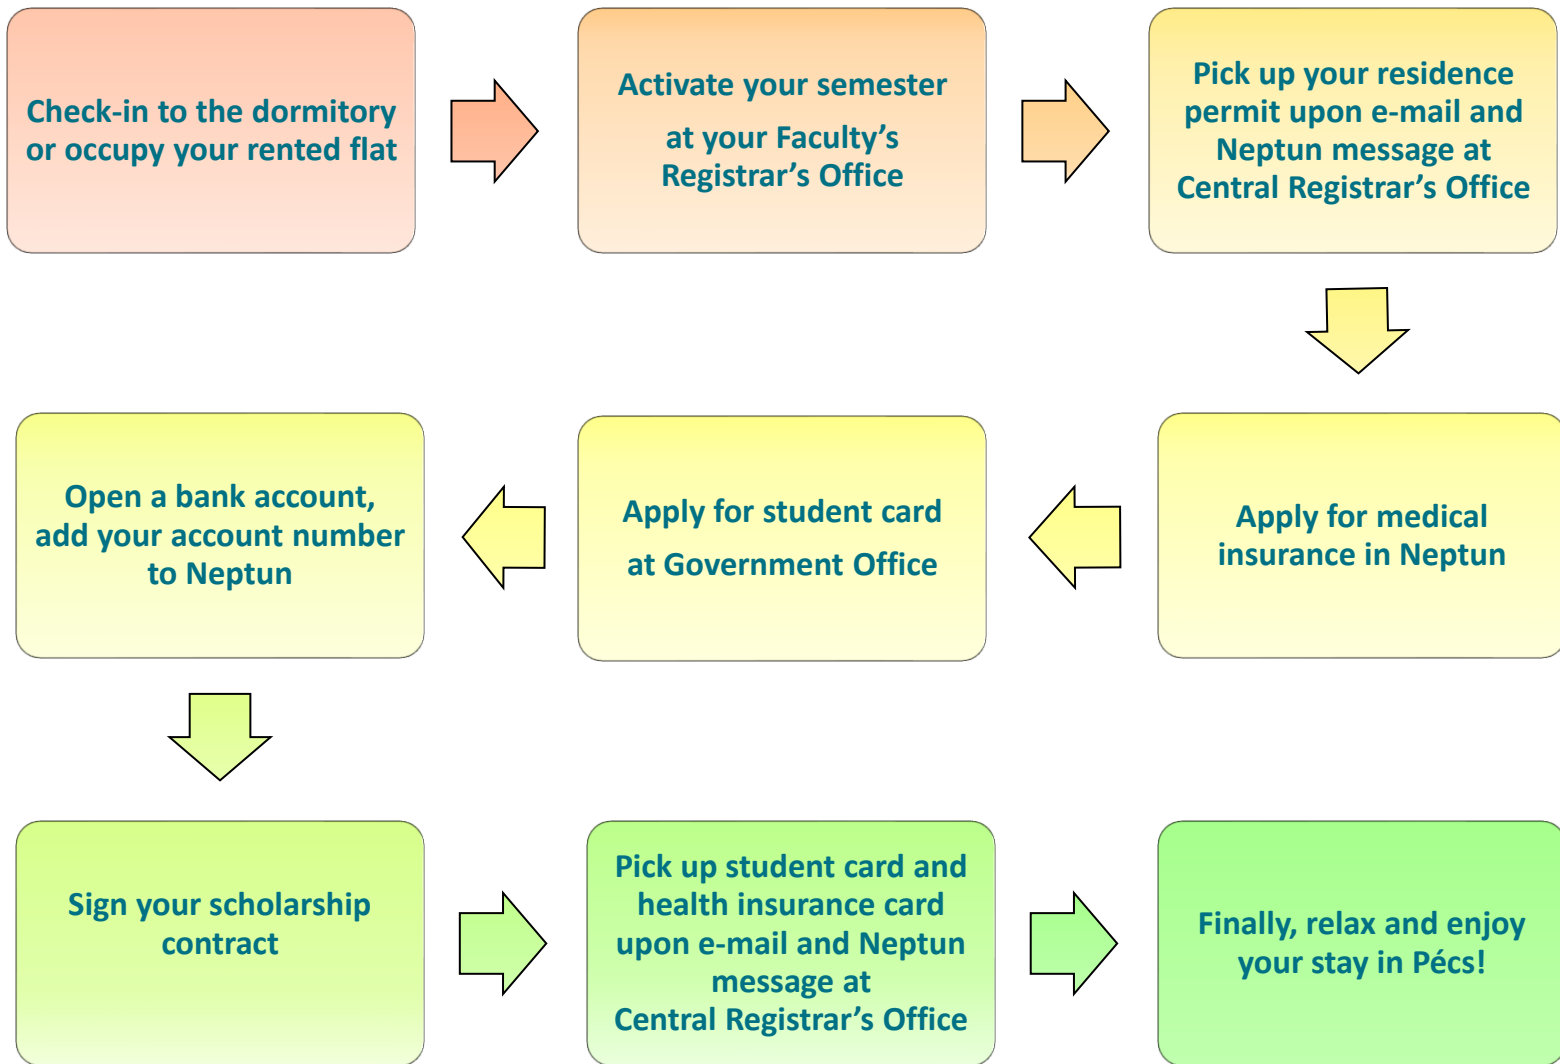 Check-in to the dormitory
or occupy your rented flat
Activate your semester
at your Faculty’s
Registrar’s Office
Pick up your residence
permit upon e-mail and
Neptun message at
Central Registrar’s Office
Apply for medical
insurance in Neptun
Apply for student card
at Government Office
Open a bank account,
add your account number
to Neptun
Sign your scholarship
contract
Pick up student card and
health insurance card
upon e-mail and Neptun
message at
Central Registrar’s Office
Finally, relax and enjoy
your stay in Pécs!